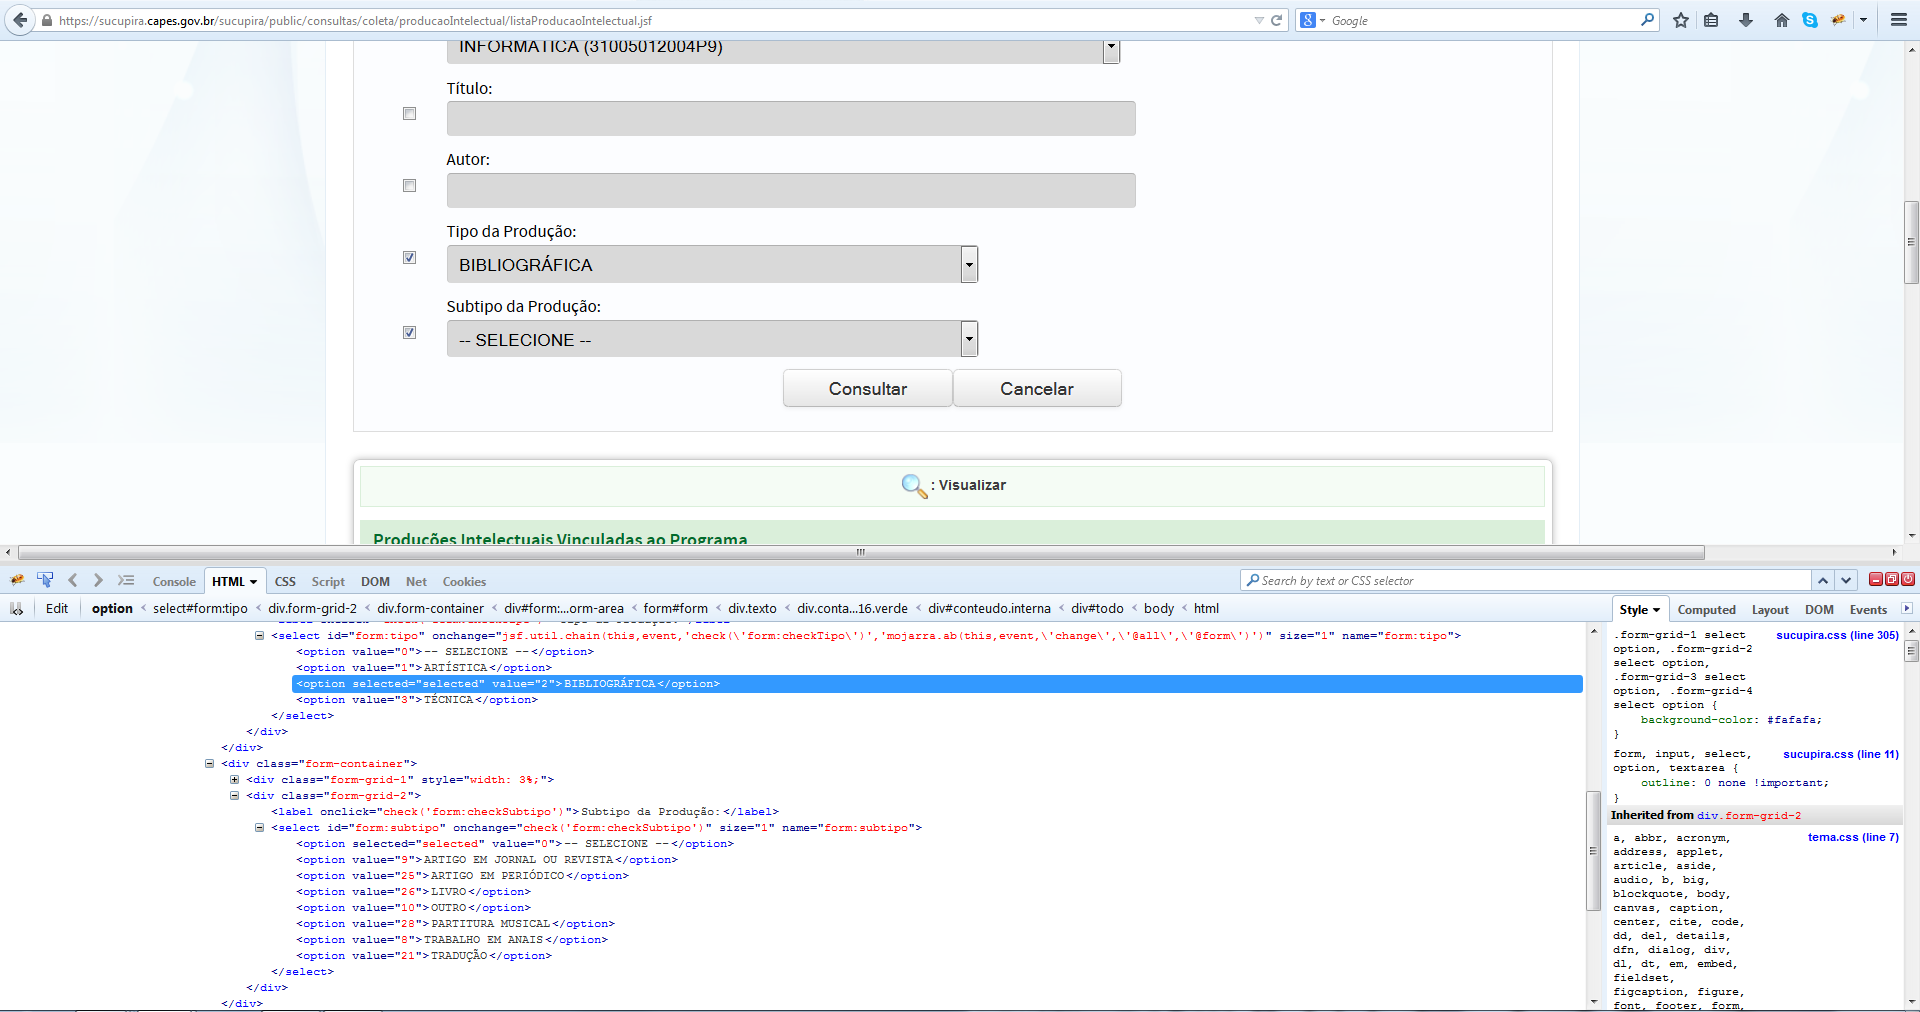 https://sucupira.capes.gov.br/sucupira/public/consultas/coleta/producaoIntelectual/listaProducaoIntelectual.jsf
Google
INFORMÁTICA (31005012004P9)
Título:
Autor:
Tipo da Produção:
BIBLIOGRÁFICA
Subtipo da Produção:
-- SELECIONE --
Consultar Cancelar
: Visualizar
Produções Intelectuais Vinculadas ao Programa
Console HTML CSS Script DOM Net Cookies
Search by text or CSS selector
Edit option < select#form:tipo < div.form-grid-2 < div.form-container < div#form:...orm-area < form#form < div.texto < div.conta...16.verde < div#conteudo.interna < div#todo < body < html
<select id="form:tipo" onchange="jsf.util.chain(this,event,'check(\'form:checkTipo\')','mojarra.ab(this,event,\'change\',\'@all\',\'@form\')')" size="1" name="form:tipo">
<option value="0">-- SELECIONE --</option>
<option value="1">ARTÍSTICA</option>
<option selected="selected" value="2">BIBLIOGRÁFICA</option>
<option value="3">TÉCNICA</option>
</select>
</div>
</div>
<div class="form-container">
<div class="form-grid-1" style="width: 3%;">
<div class="form-grid-2">
<label onclick="check('form:checkSubtipo')">Subtipo da Produção:</label>
<select id="form:subtipo" onchange="check('form:checkSubtipo')" size="1" name="form:subtipo">
<option selected="selected" value="0">-- SELECIONE --</option>
<option value="9">ARTIGO EM JORNAL OU REVISTA</option>
<option value="25">ARTIGO EM PERIÓDICO</option>
<option value="26">LIVRO</option>
<option value="10">OUTRO</option>
<option value="28">PARTITURA MUSICAL</option>
<option value="8">TRABALHO EM ANAIS</option>
<option value="21">TRADUÇÃO</option>
</select>
</div>
</div>
Style Computed Layout DOM Events
.form-grid-1 select sucupira.css (line 305)
option, .form-grid-2
select option,
.form-grid-3 select
option, .form-grid-4
select option {
background-color: #fafafa;
}
form, input, select, sucupira.css (line 11)
option, textarea {
outline: 0 none !important;
}
Inherited from div.form-grid-2
a, abbr, acronym, tema.css (line 7)
address, applet,
article, aside,
audio, b, big,
blockquote, body,
canvas, caption,
center, cite, code,
dd, del, details,
dfn, dialog, div,
dl, dt, em, embed,
fieldset,
figcaption, figure,
font, footer, form,